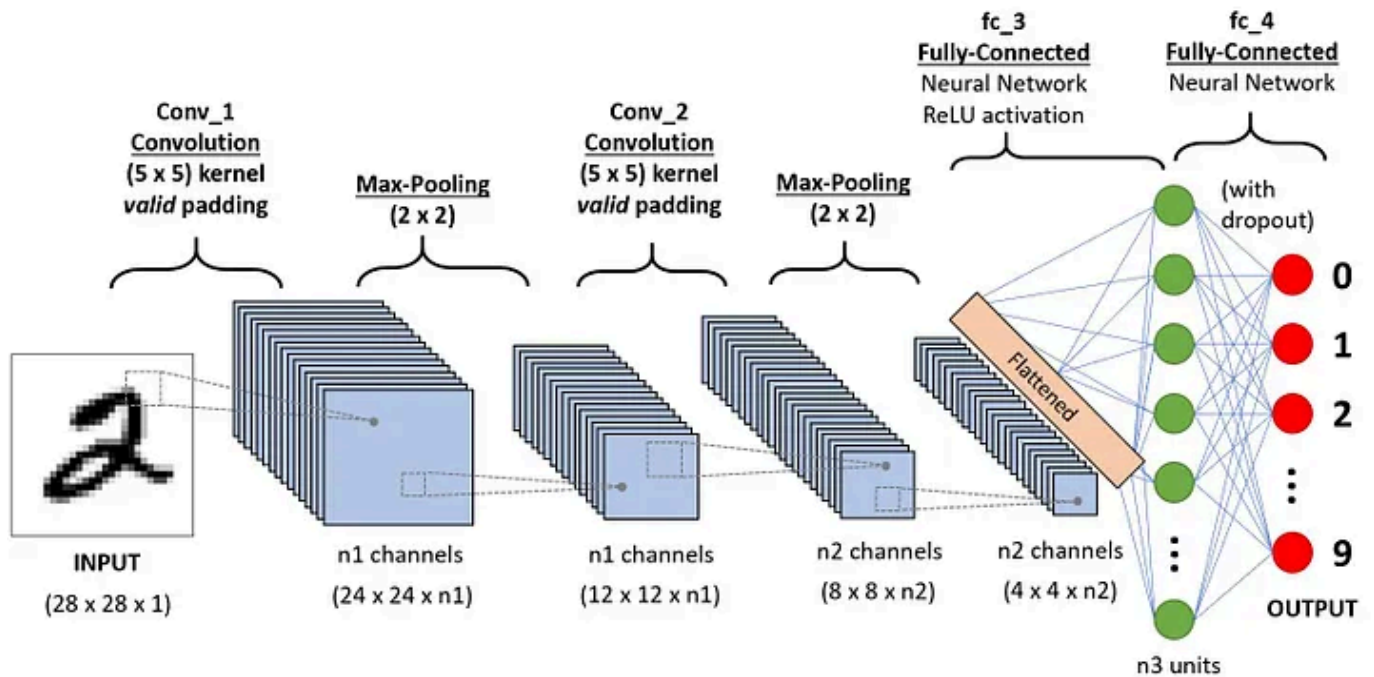 Conv_1
Convolution
(5 x 5) kernel
valid padding
Max-Pooling
(2 x 2)
Conv_2
Convolution
(5 x 5) kernel
valid padding
Max-Pooling
(2 x 2)
fc_3
Fully-Connected
Neural Network
ReLU activation
fc_4
Fully-Connected
Neural Network
(with
dropout)
Flattened
0
1
2
9
OUTPUT
2
INPUT
(28 x 28 x 1)
n1 channels
(24 x 24 x n1)
n1 channels
(12 x 12 x n1)
n2 channels
(8 x 8 x n2)
n2 channels
(4 x 4 x n2)
n3 units